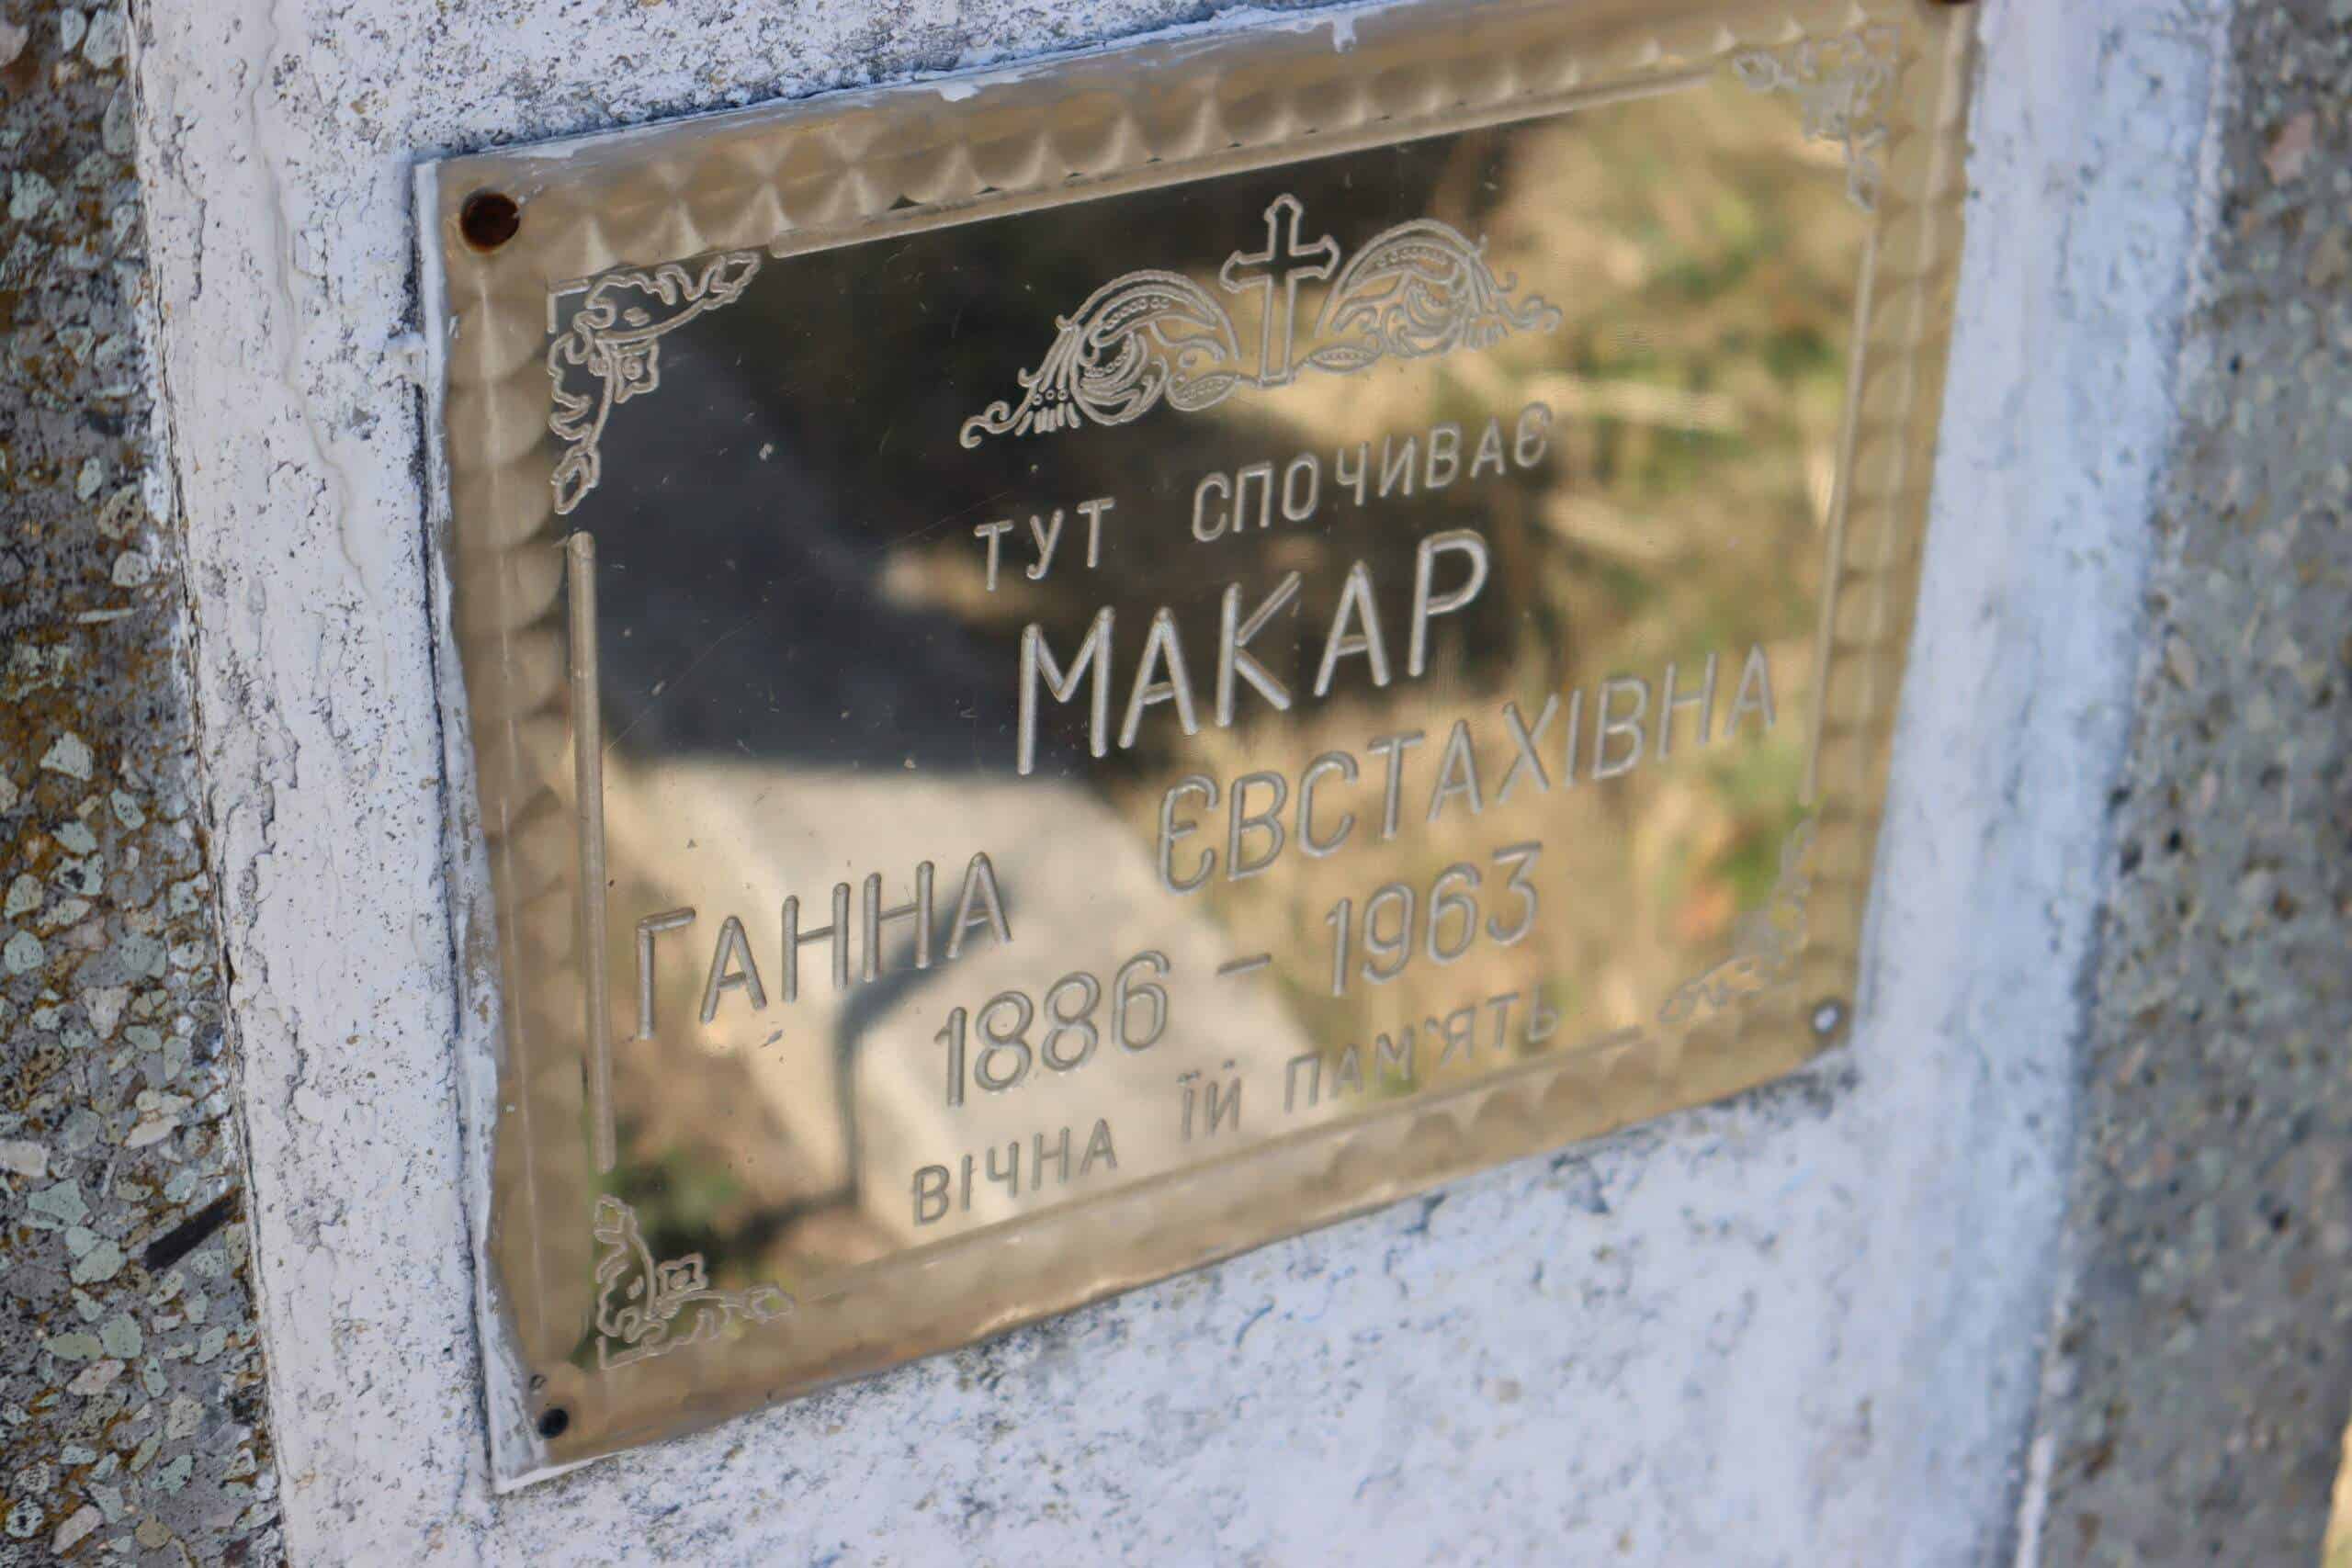 ТУТ СПОЧИВАЄ
МАКАР
ГАННА ЄВСТАХІВНА
1886 - 1963
ВІЧНА ЇЙ ПАМ'ЯТЬ